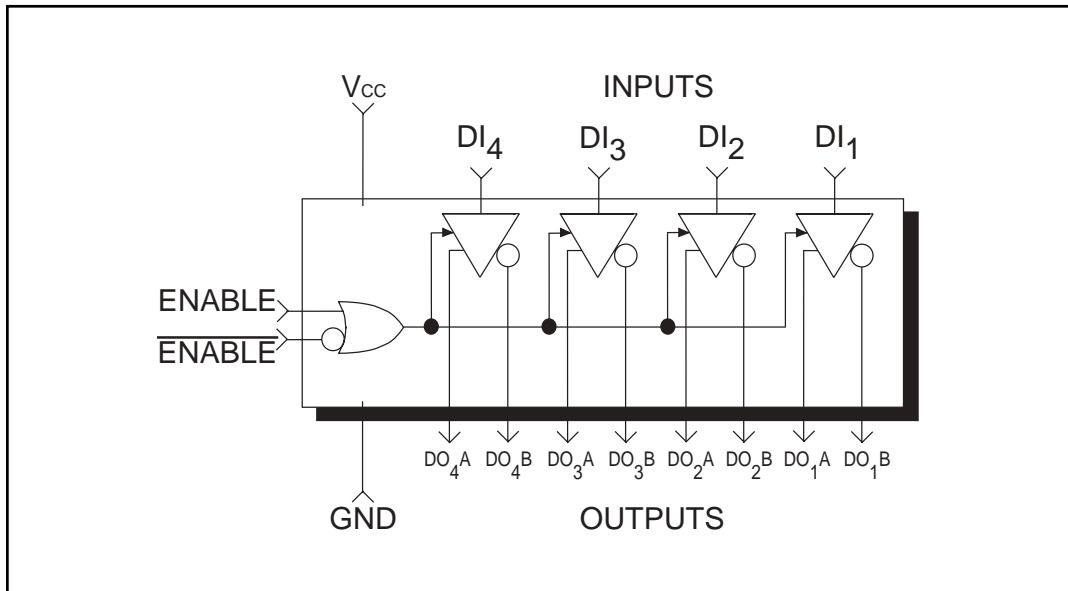 VCC INPUTS
DI4 DI3 DI2 DI1
ENABLE
ENABLE
DO4A DO4B DO3A DO3B DO2A DO2B DO1A DO1B
GND OUTPUTS